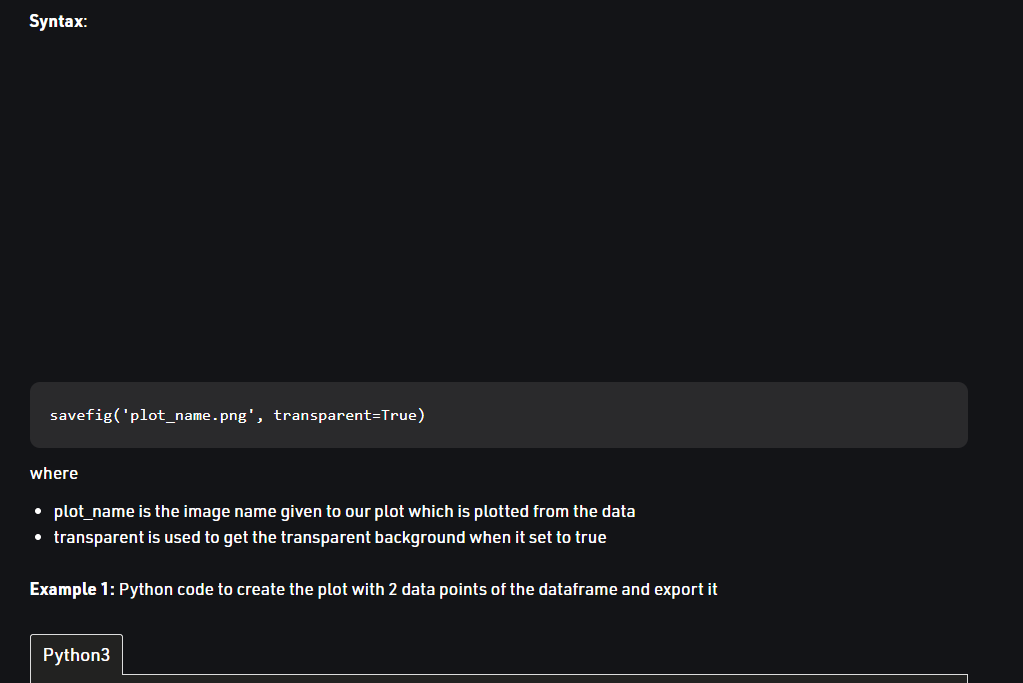 Syntax:
savefig('plot_name.png', transparent=True)
where
plot_name is the image name given to our plot which is plotted from the data
transparent is used to get the transparent background when it set to true
Example 1: Python code to create the plot with 2 data points of the dataframe and export it
Python3